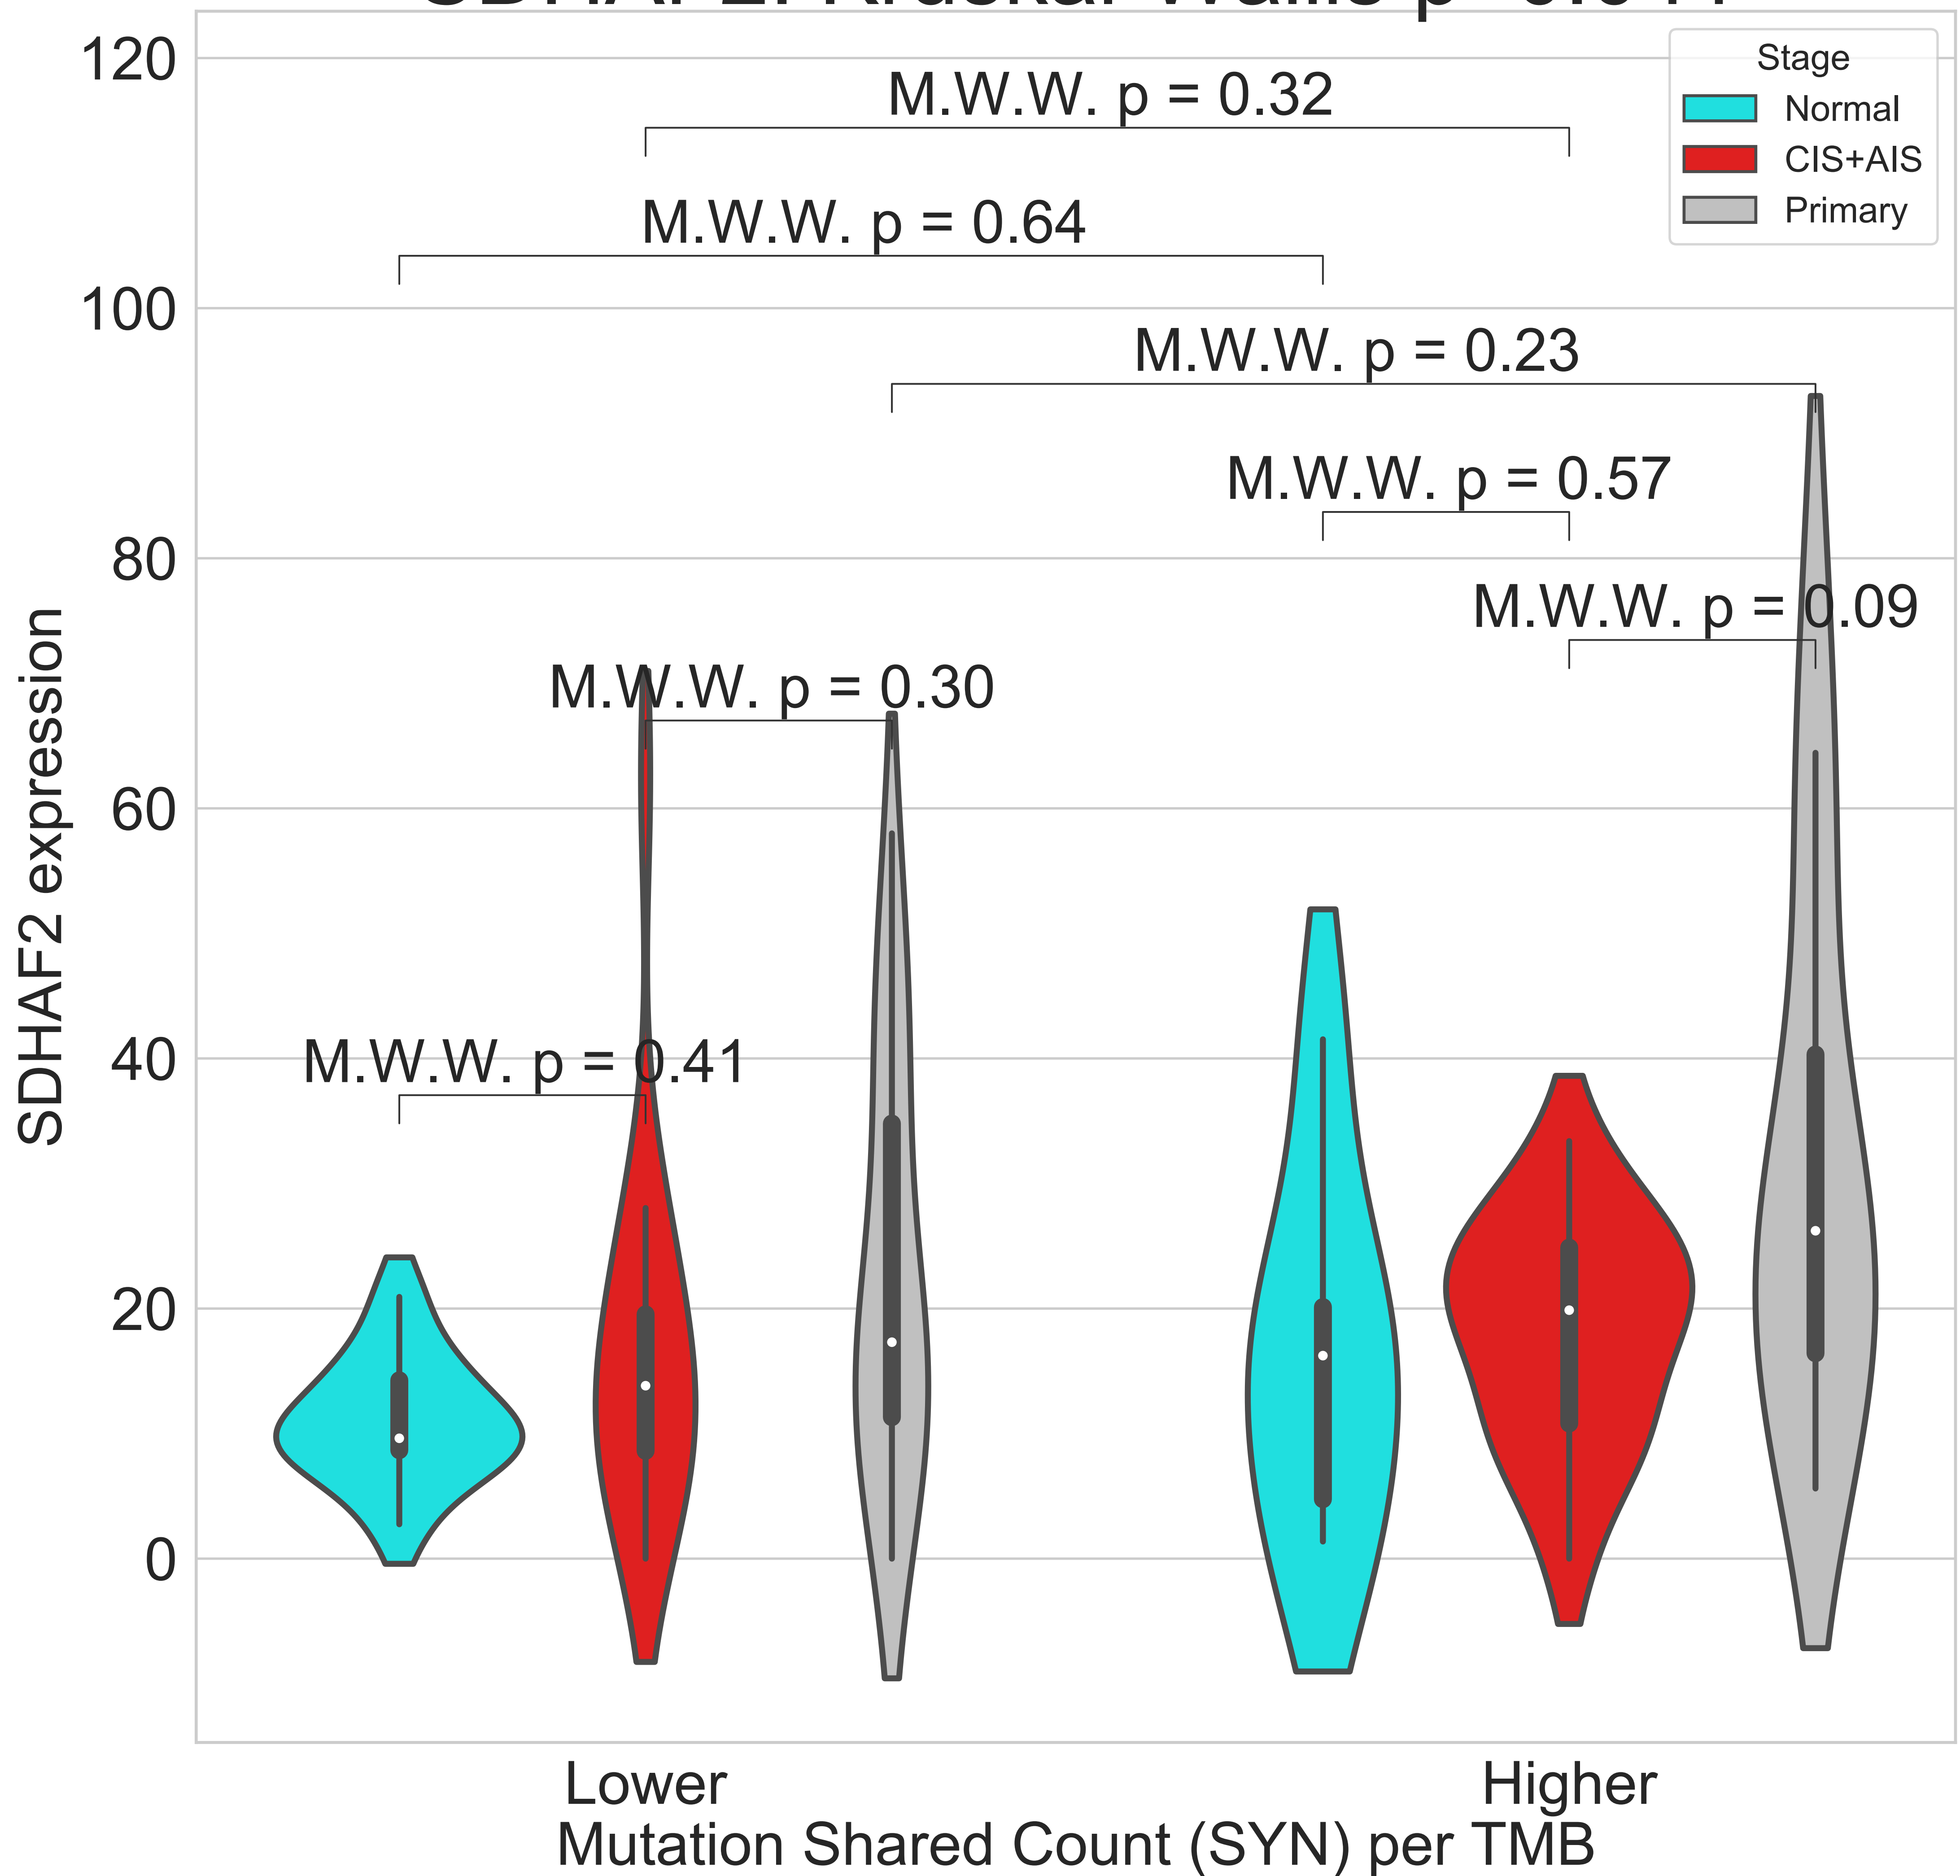 120
100
80
60
40
20
0
SDHAF2 expression
M.W.W. p = 0.32
M.W.W. p = 0.64
M.W.W. p = 0.23
M.W.W. p = 0.57
M.W.W. p = 0.09
M.W.W. p = 0.30
M.W.W. p = 0.41
Stage
Normal
CIS+AIS
Primary
Lower
Higher
Mutation Shared Count (SYN) per TMB